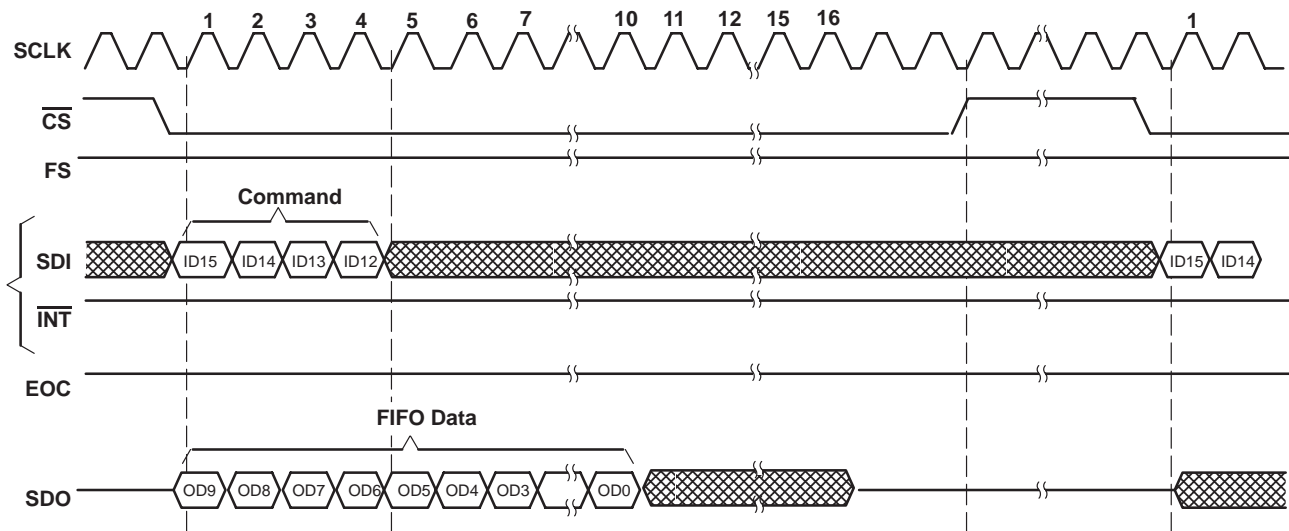 1 2 3 4 5 6 7 10 11 12 15 16 1
SCLK
CS
FS
Command
SDI ID15 ID14 ID13 ID12 ID15 ID14
INT
EOC
FIFO Data
SDO OD9 OD8 OD7 OD6 OD5 OD4 OD3 OD0